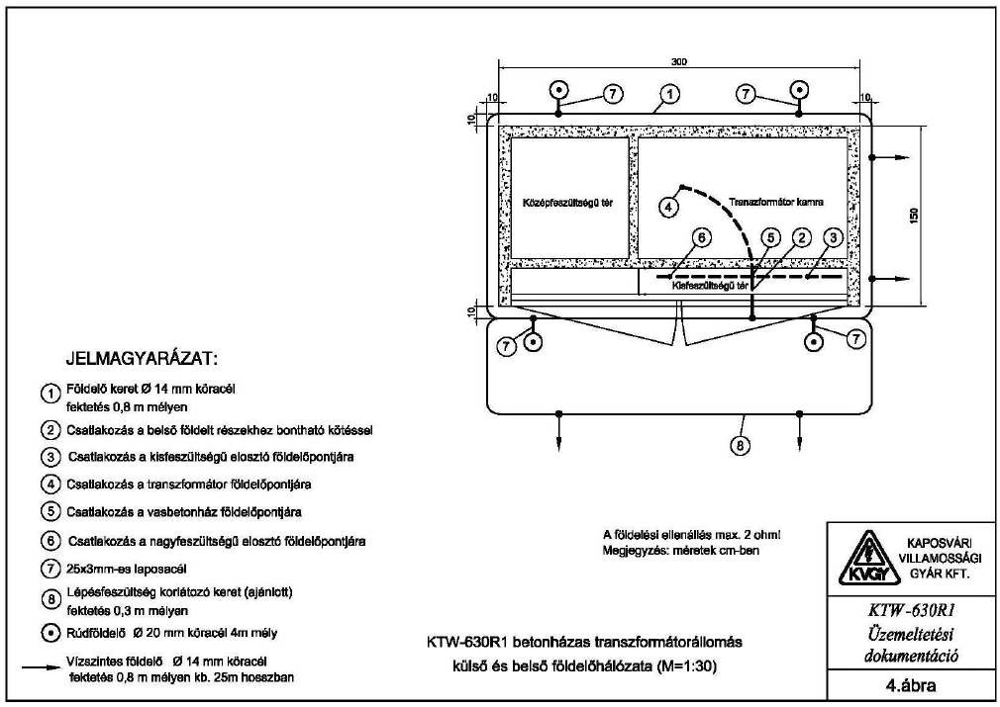 300
10
7
1
7
10
10
Középfeszültségű tér
4
Transzformátor kamra
150
6
5
2
3
Kisfeszültségű tér
10
7
7
8
JELMAGYARÁZAT:
1 Földelő keret Ø 14 mm köracél
fektetés 0,8 m mélyen
2 Csatlakozás a belső földelt részekhez bontható kötéssel
3 Csatlakozás a kisfeszültségű elosztó földelőpontjára
4 Csatlakozás a transzformátor földelőpontjára
5 Csatlakozás a vasbetonház földelőpontjára
6 Csatlakozás a nagyfeszültségű elosztó földelőpontjára
7 25x3mm-es laposacél
8 Lépésfeszültség korlátozó keret (ajánlott)
fektetés 0,3 m mélyen
Rúdföldelő Ø 20 mm köracél 4m mély
Vízszintes földelő Ø 14 mm köracél
fektetés 0,8 m mélyen kb. 25m hosszban
A földelési ellenállás max. 2 ohm!
Megjegyzés: méretek cm-ben
KTW-630R1 betonházas transzformátorállomás
külső és belső földelőhálózata (M=1:30)
KVGY
KAPOSVÁRI
VILLAMOSSÁGI
GYÁR KFT.
KTW-630R1
Üzemeltetési
dokumentáció
4.ábra